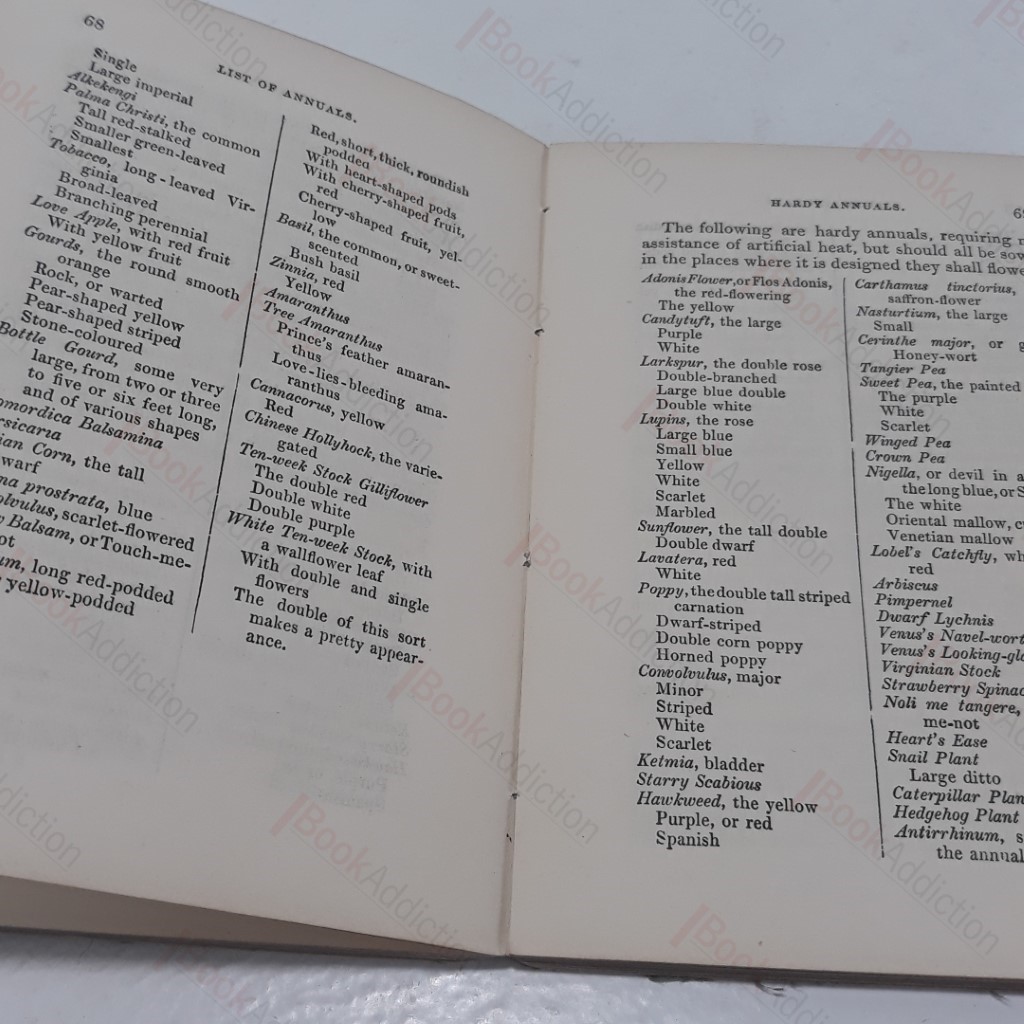 68
LIST OF ANNUALS.
Single
Large imperial
Alkekengi
Palma Christi, the common
Tall red-stalked
Smaller green-leaved
Smallest
Tobacco, long-leaved Vir-
ginia
Broad-leaved
Branching perennial
Love Apple, with red fruit
With yellow fruit
Gourds, the round smooth
orange
Rock, or warted
Pear-shaped yellow
Pear-shaped striped
Stone-coloured
Bottle Gourd, some very
large, from two or three
to five or six feet long,
and of various shapes
omordica Balsamina
rsicaria
ian Corn, the tall
warf
na prostrata, blue
olvulus, scarlet-flowered
Balsam, or Touch-me-
ot
um, long red-podded
yellow-podded
Red, short, thick, roundish
podded
With heart-shaped pods
With cherry-shaped fruit,
red
Cherry-shaped fruit, yel-
low
Basil, the common, or sweet-
scented
Bush basil
Zinnia, red
Yellow
Amaranthus
Tree Amaranthus
Prince's feather amaran-
thus
Love-lies-bleeding ama-
ranthus
Cannacorus, yellow
Red
Chinese Hollyhock, the varie-
gated
Ten-week Stock Gilliflower
The double red
Double white
Double purple
White Ten-week Stock, with
a wallflower leaf
With double and single
flowers
The double of this sort
makes a pretty appear-
ance.
HARDY ANNUALS.
The following are hardy annuals, requiring
assistance of artificial heat, but should all be sow
in the places where it is designed they shall flowe
Adonis Flower, or Flos Adonis,
the red-flowering
The yellow
Candytuft, the large
Purple
White
Larkspur, the double rose
Double-branched
Large blue double
Double white
Lupins, the rose
Large blue
Small blue
Yellow
White
Scarlet
Marbled
Sunflower, the tall double
Double dwarf
Lavatera, red
White
Poppy, the double tall striped
carnation
Dwarf-striped
Double corn poppy
Horned poppy
Convolvulus, major
Minor
Striped
White
Scarlet
Ketmia, bladder
Starry Scabious
Hawkweed, the yellow
Purple, or red
Spanish
Carthamus tinctorius,
saffron-flower
Nasturtium, the large
Small
Cerinthe major, or g
Honey-wort
Tangier Pea
Sweet Pea, the painted
The purple
White
Scarlet
Winged Pea
Crown Pea
Nigella, or devil in a
the long blue, or S
The white
Oriental mallow, cu
Venetian mallow
Lobel's Catchfly, wh
red
Arbiscus
Pimpernel
Dwarf Lychnis
Venus's Navel-wort
Venus's Looking-gla
Virginian Stock
Strawberry Spinac
Noli me tangere,
me-not
Heart's Ease
Snail Plant
Large ditto
Caterpillar Plan
Hedgehog Plant
Antirrhinum, s
the annual